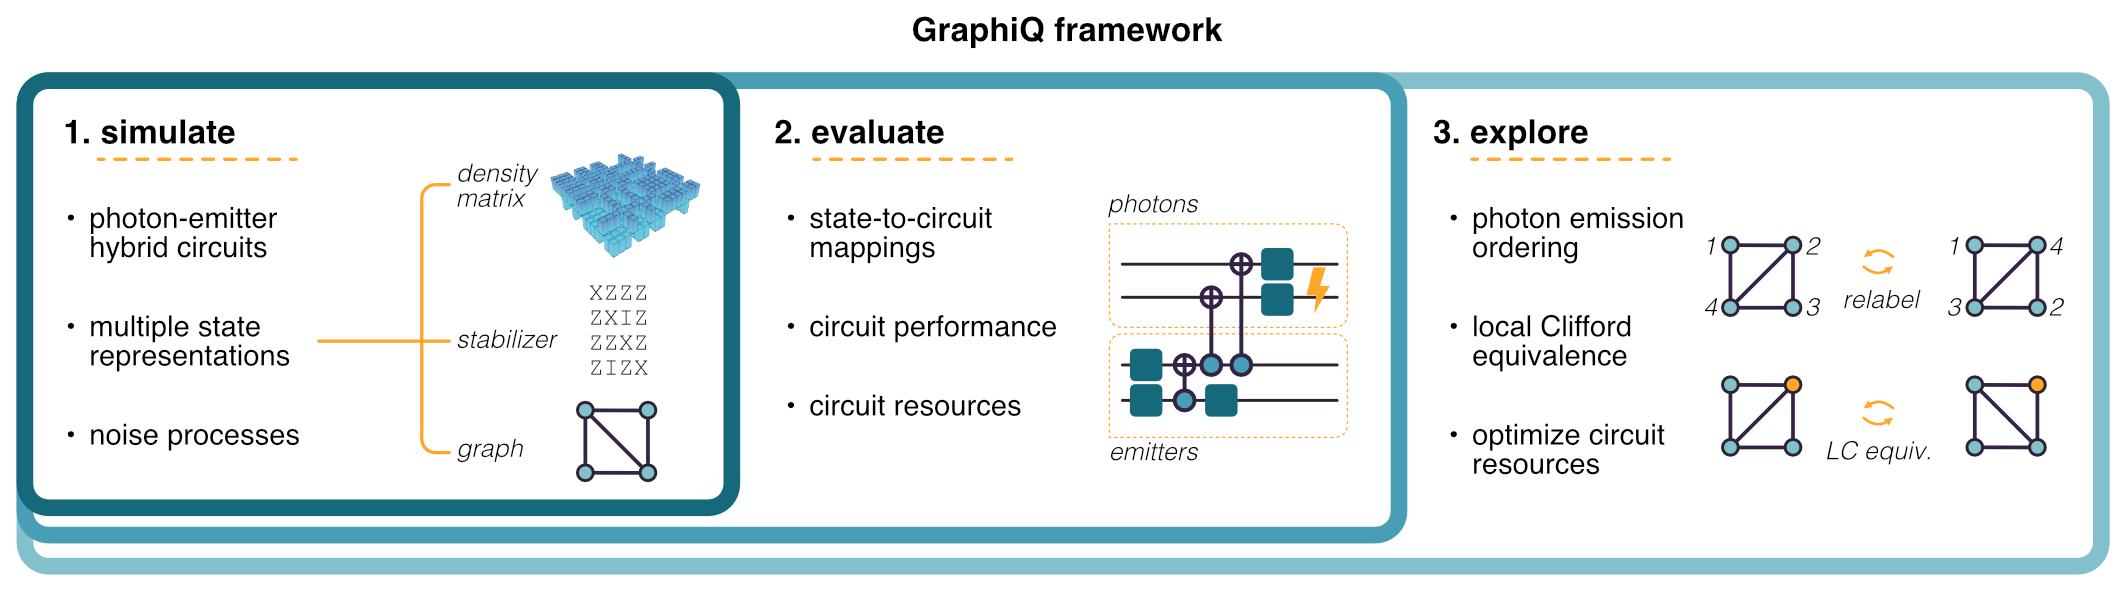 GraphiQ framework
1. simulate
• photon-emitter
hybrid circuits
• multiple state
representations
• noise processes
density
matrix
stabilizer
XZZZ
ZXIZ
ZZXZ
ZIZX
graph
2. evaluate
• state-to-circuit
mappings
• circuit performance
• circuit resources
photons
emitters
3. explore
• photon emission
ordering
• local Clifford
equivalence
• optimize circuit
resources
1 2
4 3
relabel
1 4
3 2
LC equiv.